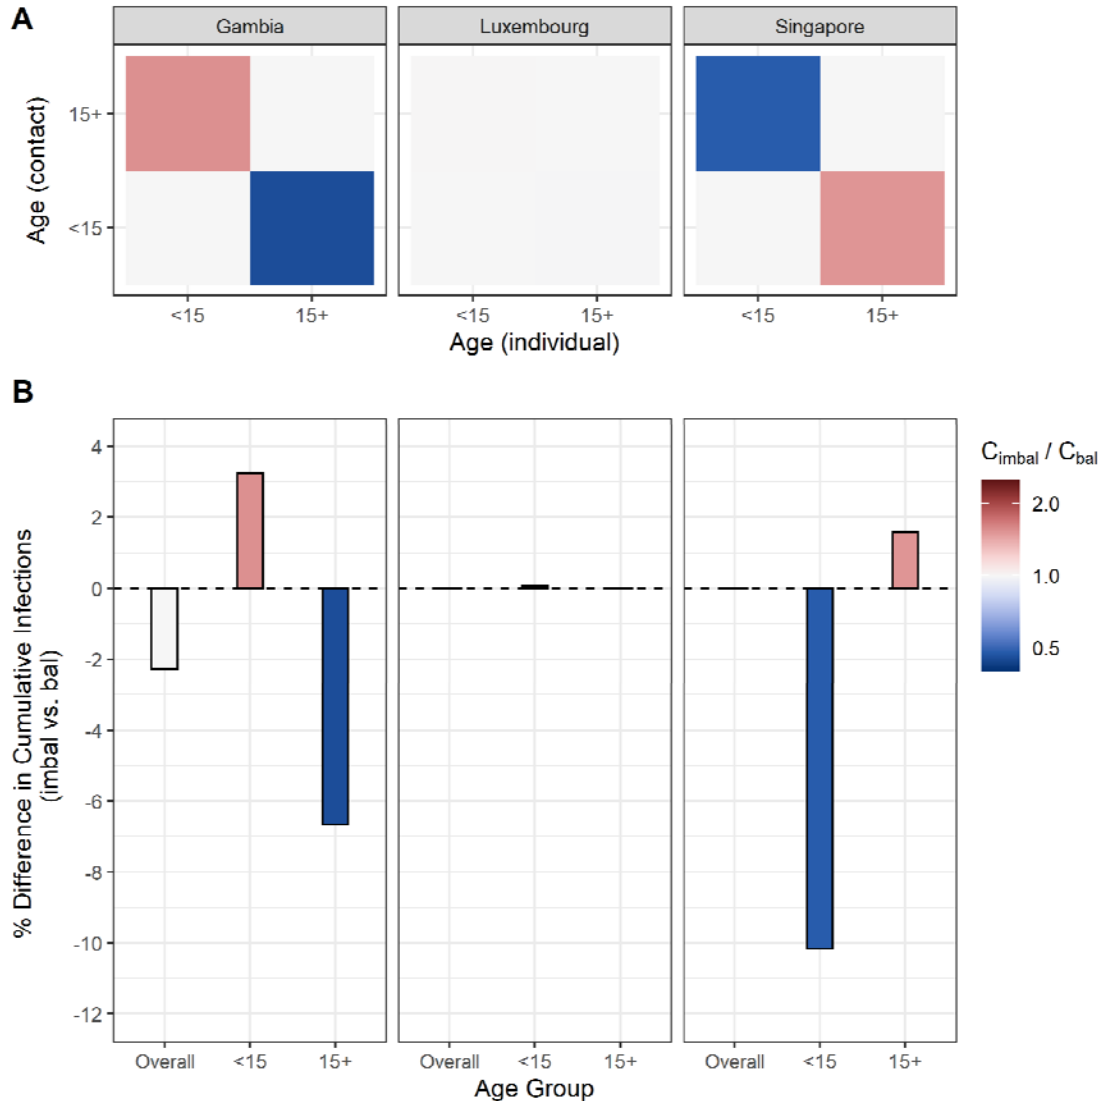 A
Gambia
Luxembourg
Singapore
Age (contact)
15+
<15
<15
15+
<15
15+
<15
15+
Age (individual)
B
% Difference in Cumulative Infections
(imbal vs. bal)
4
2
0
-2
-4
-6
-8
-10
-12
Overall
<15
15+
Overall
<15
15+
Overall
<15
15+
Age Group
Cimbal / Cbal
2.0
1.0
0.5